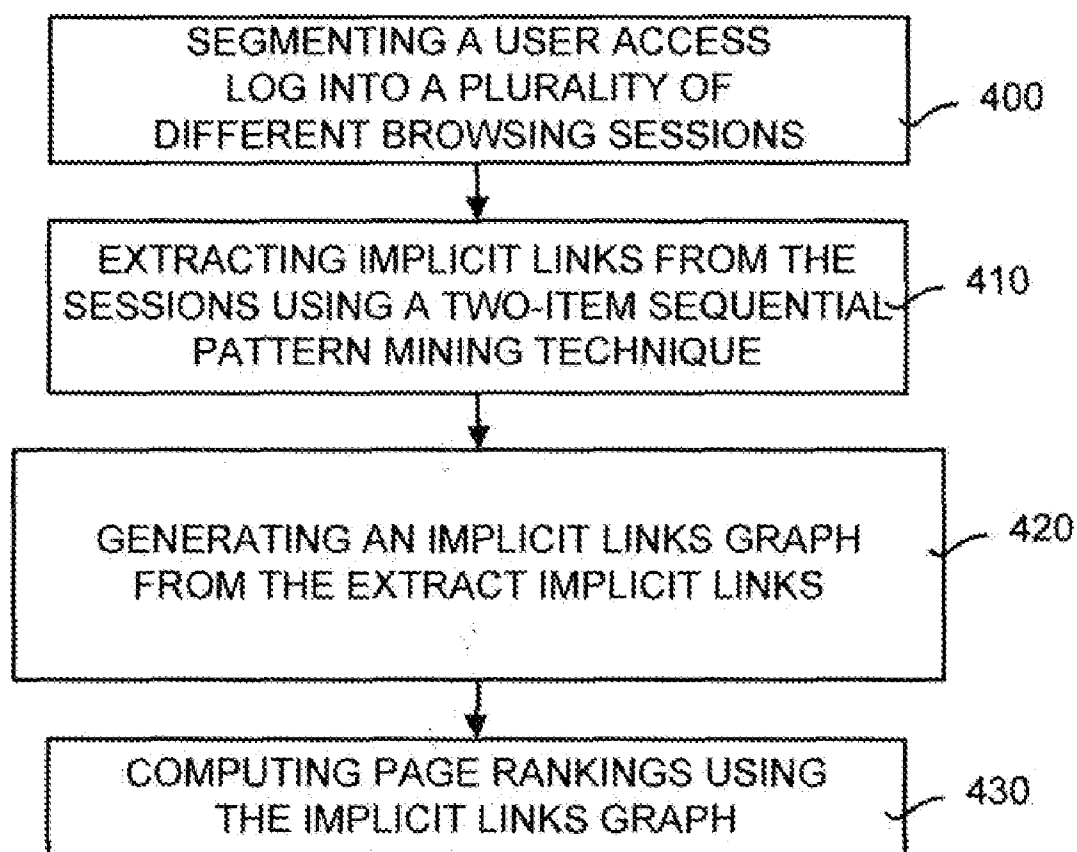 SEGMENTING A USER ACCESS
LOG INTO A PLURALITY OF
DIFFERENT BROWSING SESSIONS
400
EXTRACTING IMPLICIT LINKS FROM THE
SESSIONS USING A TWO-ITEM SEQUENTIAL
PATTERN MINING TECHNIQUE
410
GENERATING AN IMPLICIT LINKS GRAPH
FROM THE EXTRACT IMPLICIT LINKS
420
COMPUTING PAGE RANKINGS USING
THE IMPLICIT LINKS GRAPH
430